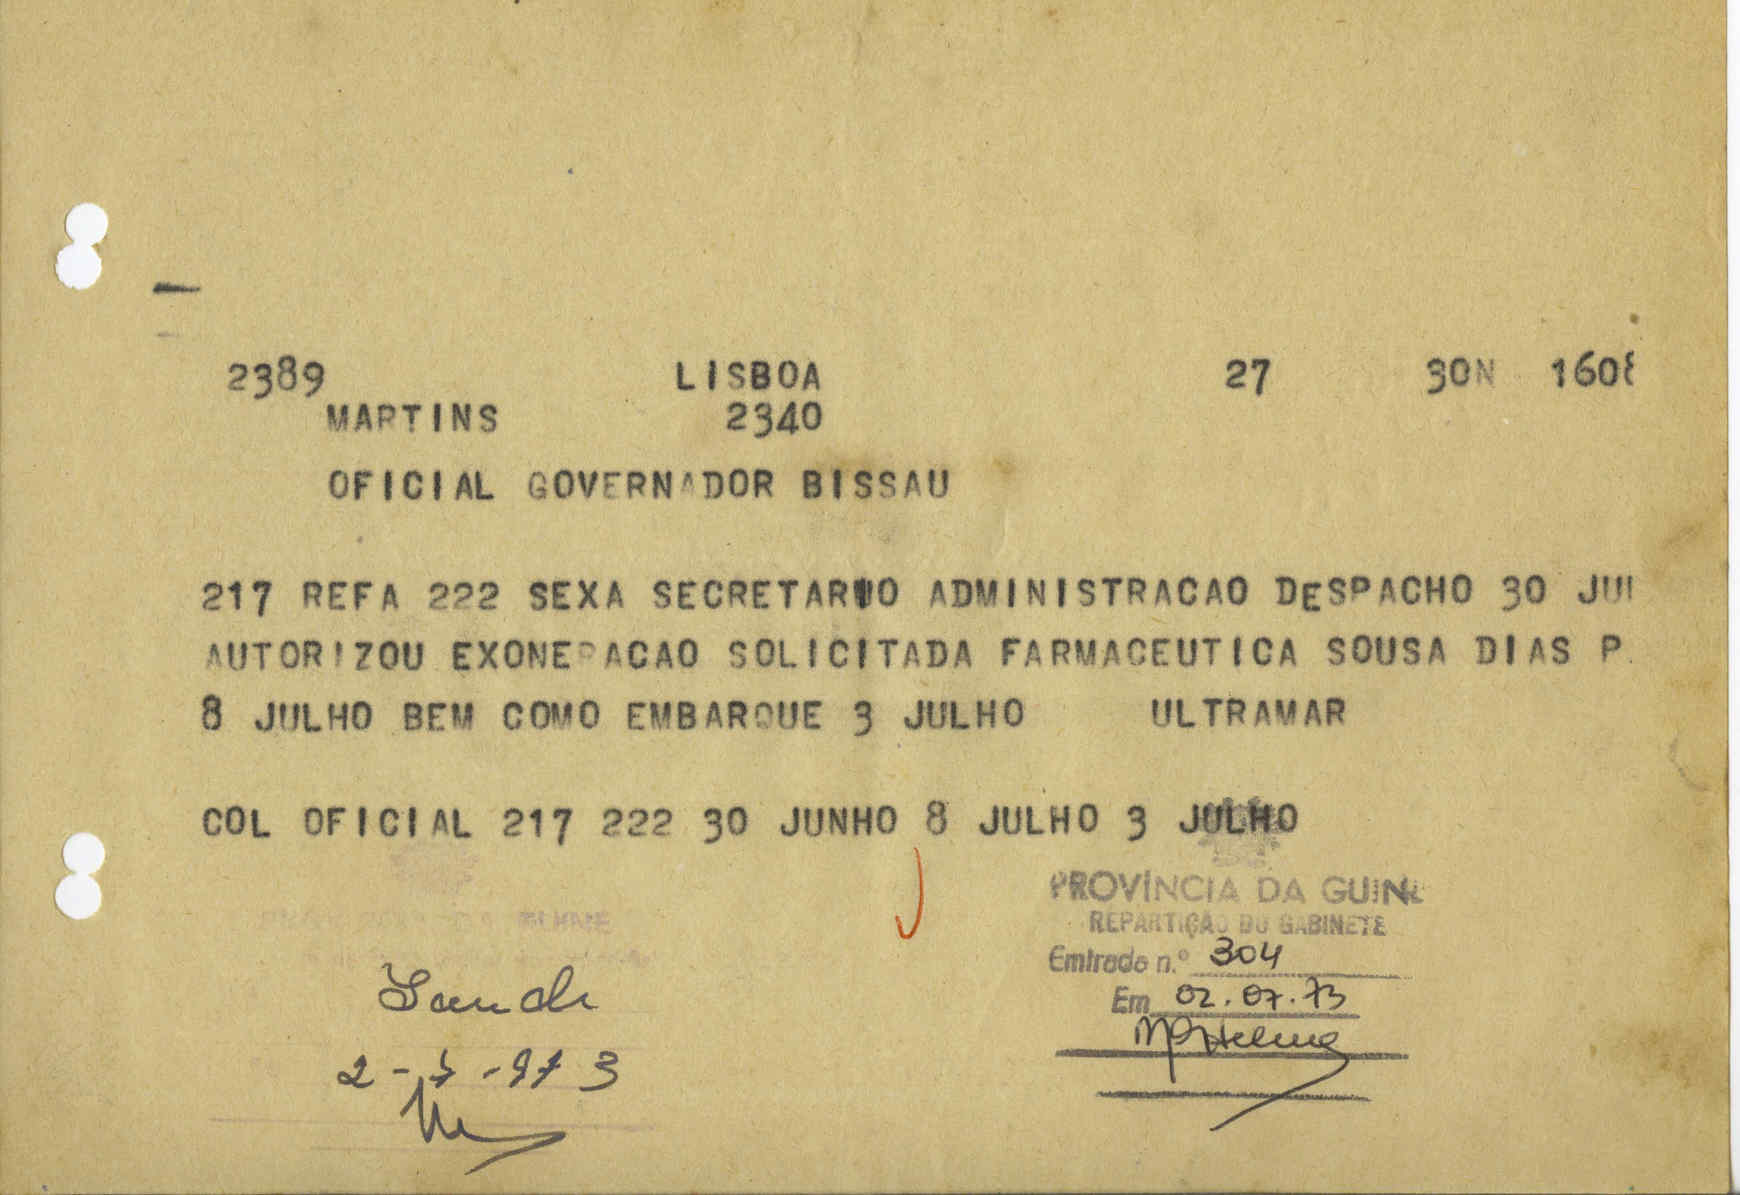 2389 LISBOA 27 30N 1608
MARTINS 2340
OFICIAL GOVERNADOR BISSAU
217 REFA 222 SEXA SECRETARIO ADMINISTRACAO DESPACHO 30 JUN
AUTORIZOU EXONERACAO SOLICITADA FARMACEUTICA SOUSA DIAS P.
8 JULHO BEM COMO EMBARQUE 3 JULHO ULTRAMAR
COL OFICIAL 217 222 30 JUNHO 8 JULHO 3 JULHO
PROVÍNCIA DA GUINÉ
REPARTIÇÃO DO GABINETE
Entrada n.º 304
Em 02.07.73
Saude
2-7-973